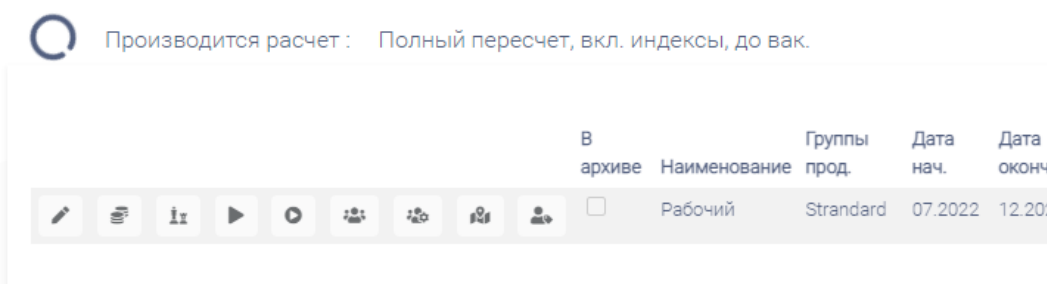 Производится расчет : Полный пересчет, вкл. индексы, до вак.
В архиве Наименование Группы прод. Дата нач. Дата
Рабочий Strandard 07.2022